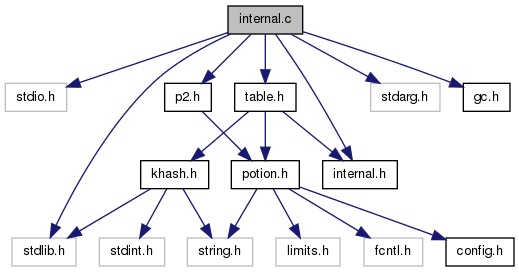 internal.c
stdio.h
p2.h
table.h
stdarg.h
gc.h
khash.h
potion.h
internal.h
stdlib.h
stdint.h
string.h
limits.h
fcntl.h
config.h